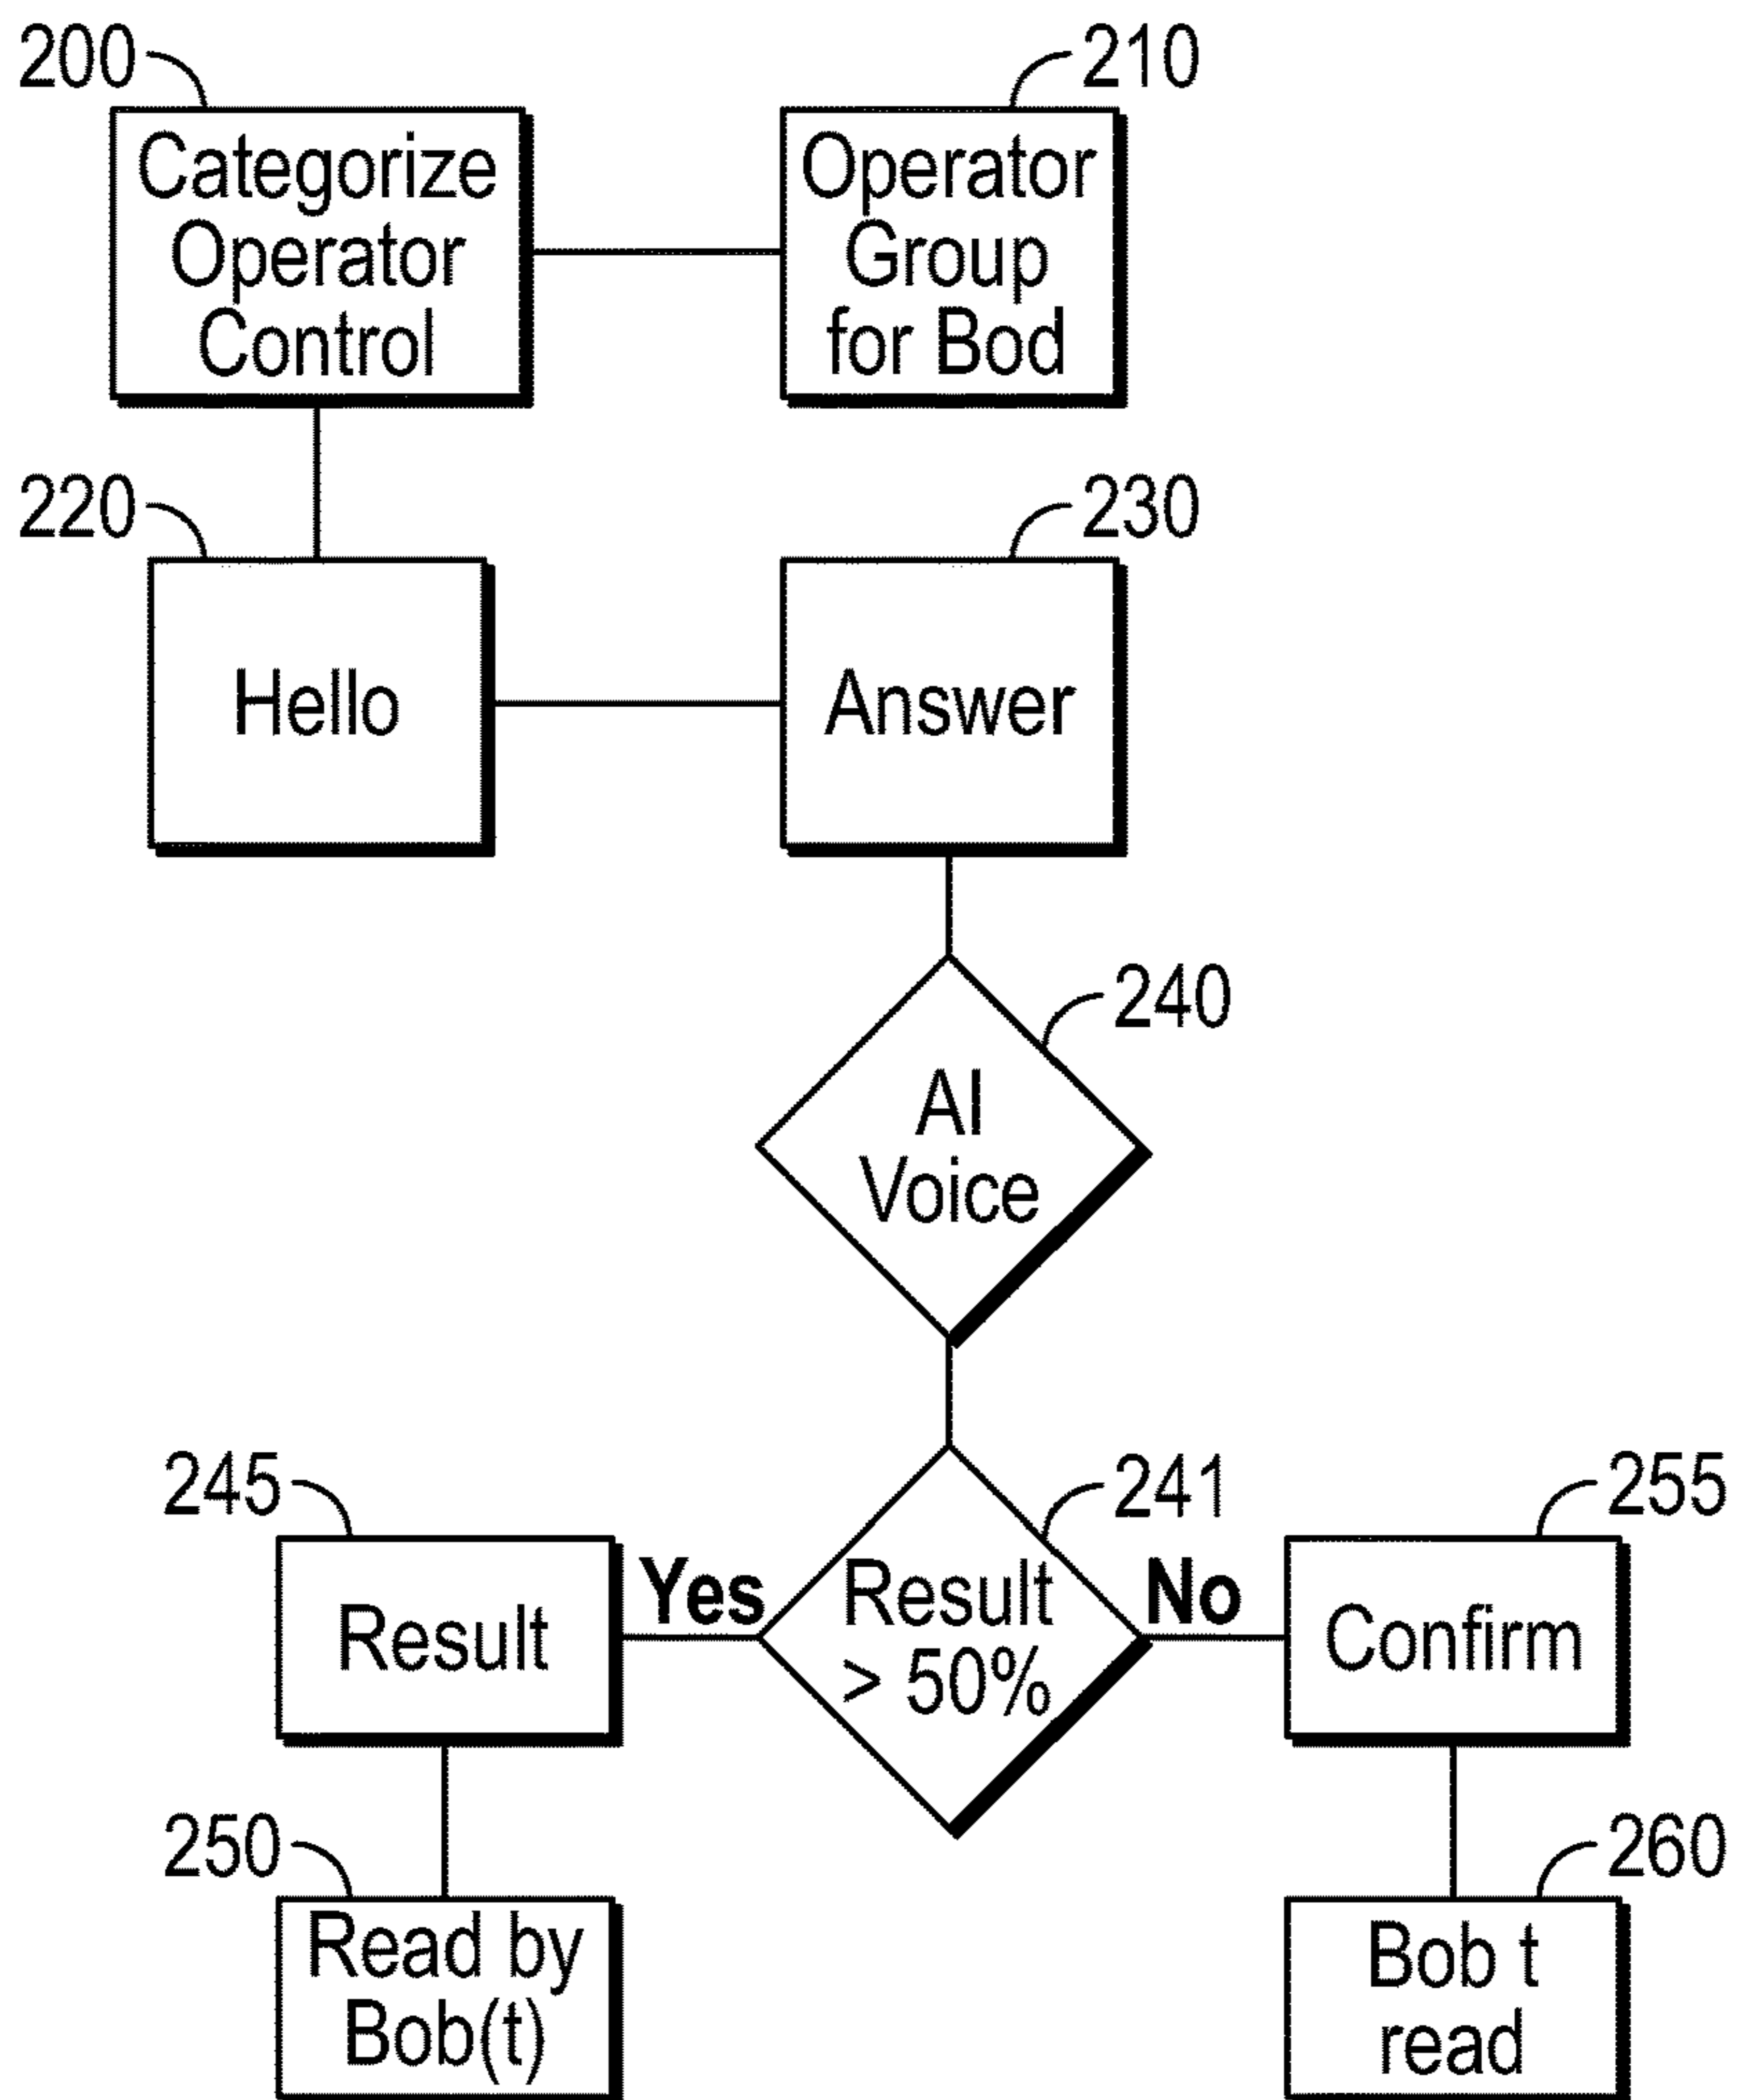 200
210
Categorize
Operator
Control
Operator
Group
for Bod
220
230
Hello
Answer
240
AI
Voice
245
241
255
Result
Yes
Result
> 50%
No
Confirm
250
260
Read by
Bob(t)
Bob t
read